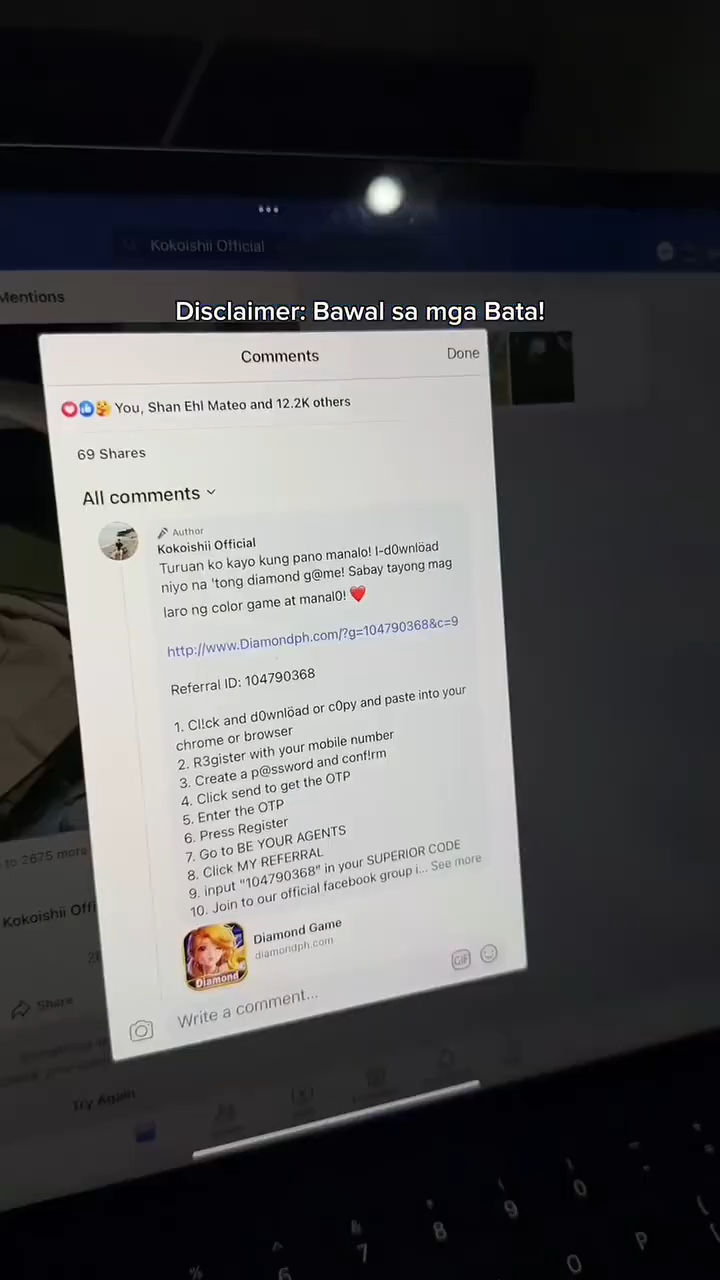 Kokoishii Official
Mentions
Disclaimer: Bawal sa mga Bata!
Comments
Done
You, Shan Ehl Mateo and 12.2K others
69 Shares
All comments
Author
Kokoishii Official
Turuan ko kayo kung pano manalo! I-d0wnlöad
niyo na 'tong diamond g@me! Sabay tayong mag
laro ng color game at manal0!
http://www.Diamondph.com/?g=104790368&c=9
Referral ID: 104790368
1. Cl!ck and d0wnlöad or c0py and paste into your
chrome or browser
2. R3gister with your mobile number
3. Create a p@ssword and conf!rm
4. Click send to get the OTP
5. Enter the OTP
6. Press Register
7. Go to BE YOUR AGENTS
8. Click MY REFERRAL
9. input "104790368" in your SUPERIOR CODE
10. Join to our official facebook group i... See more
Diamond
Diamond Game
diamondph.com
GIF
Write a comment...
to 2675 more
Kokoishii Offi
Share
Try Again
6
7
8
9
0
O
P